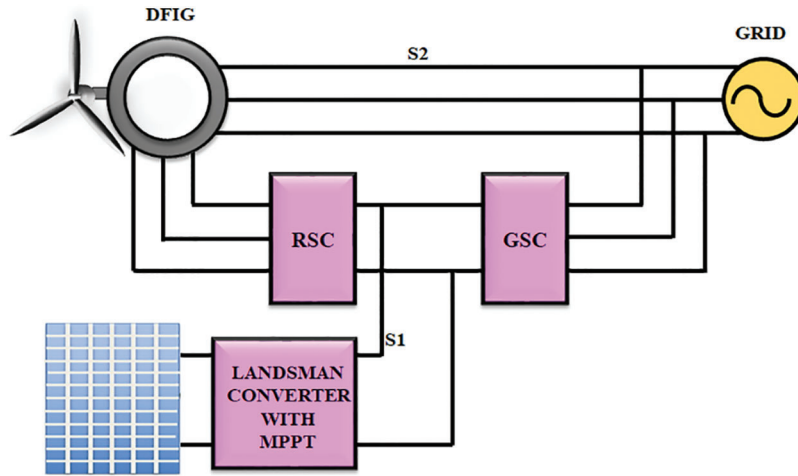 DFIG
S2
GRID
RSC
GSC
S1
LANDSMAN
CONVERTER
WITH
MPPT